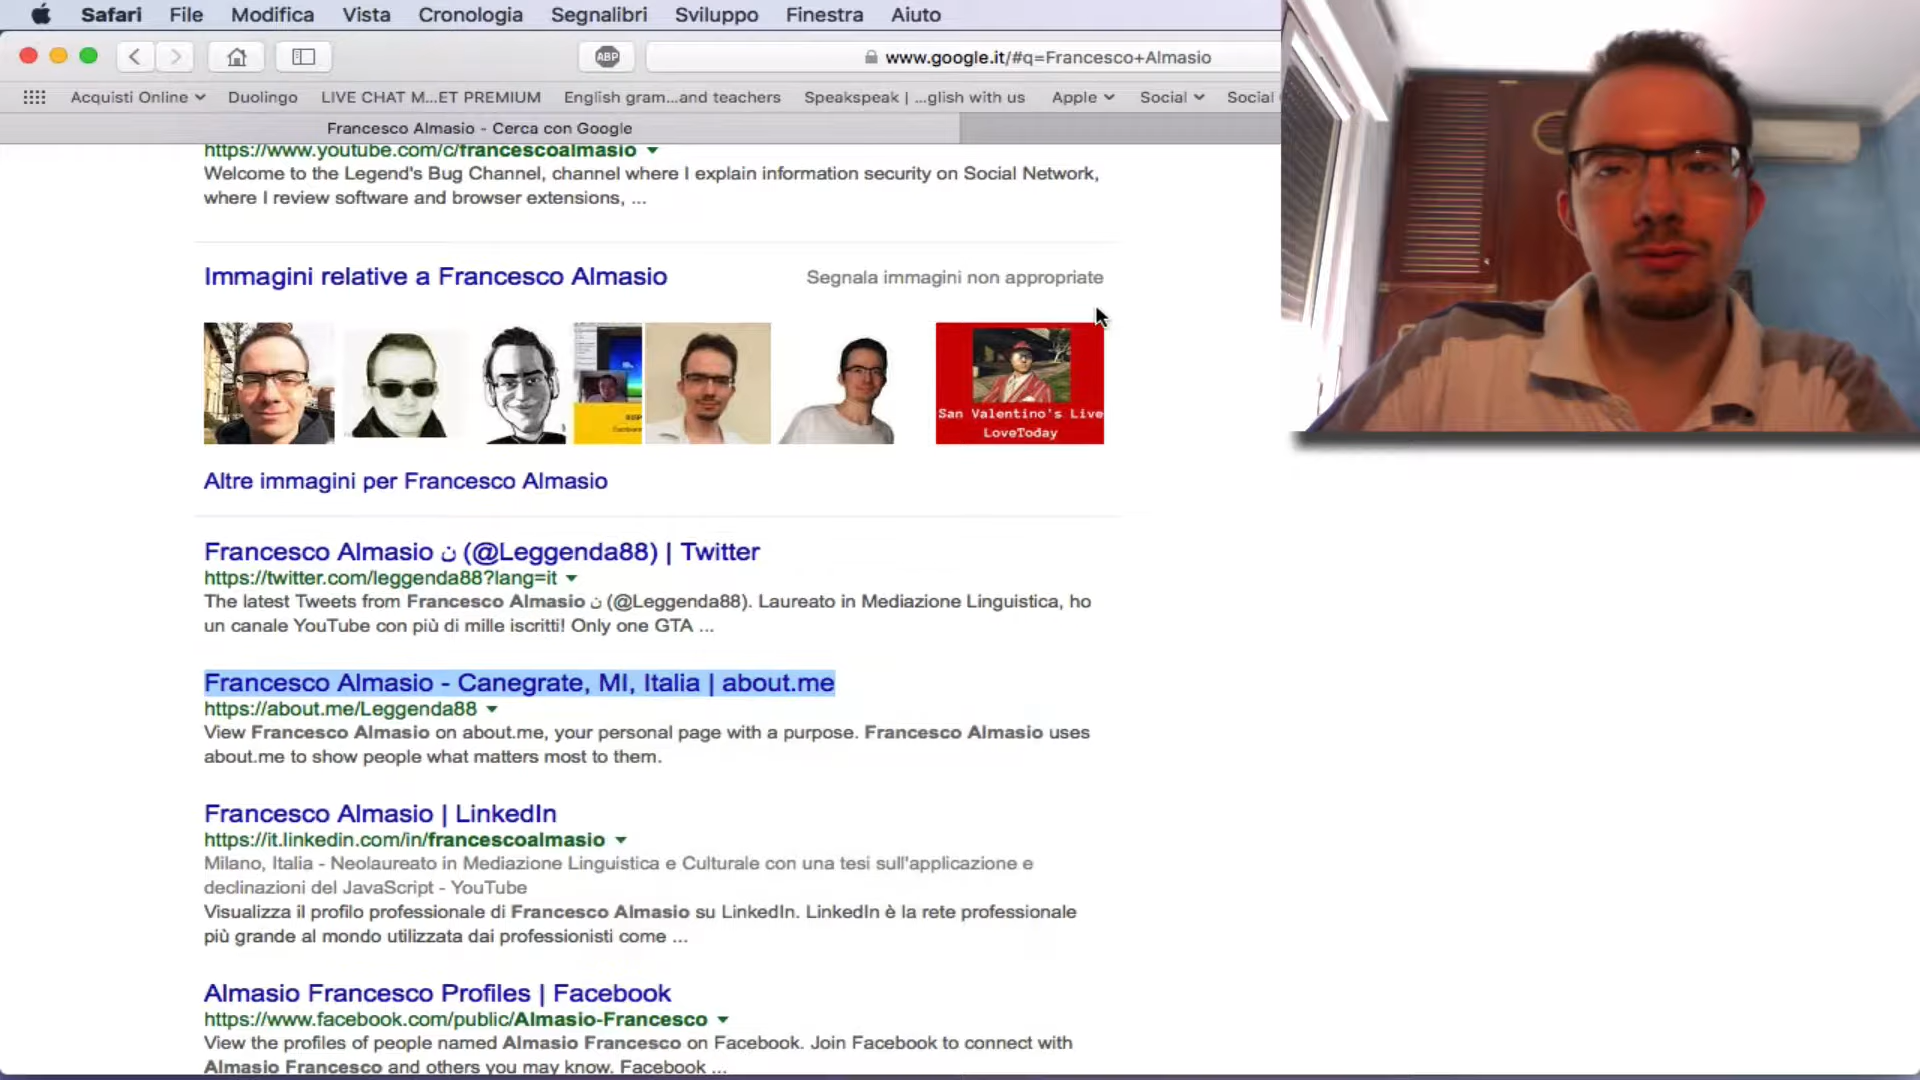 Safari File Modifica Vista Cronologia Segnalibri Sviluppo Finestra Aiuto
ABP
www.google.it/#q=Francesco+Almasio
Acquisti Online Duolingo LIVE CHAT M...ET PREMIUM English gram...and teachers Speakspeak | ...glish with us Apple Social Social
Francesco Almasio - Cerca con Google
https://www.youtube.com/c/francescoalmasio
Welcome to the Legend's Bug Channel, channel where I explain information security on Social Network,
where I review software and browser extensions, ...
Immagini relative a Francesco Almasio Segnala immagini non appropriate
San Valentino's Live
LoveToday
Altre immagini per Francesco Almasio
Francesco Almasio ن (@Leggenda88) | Twitter
https://twitter.com/leggenda88?lang=it
The latest Tweets from Francesco Almasio ن (@Leggenda88). Laureato in Mediazione Linguistica, ho
un canale YouTube con più di mille iscritti! Only one GTA ...
Francesco Almasio - Canegrate, MI, Italia | about.me
https://about.me/Leggenda88
View Francesco Almasio on about.me, your personal page with a purpose. Francesco Almasio uses
about.me to show people what matters most to them.
Francesco Almasio | LinkedIn
https://it.linkedin.com/in/francescoalmasio
Milano, Italia - Neolaureato in Mediazione Linguistica e Culturale con una tesi sull'applicazione e
declinazioni del JavaScript - YouTube
Visualizza il profilo professionale di Francesco Almasio su LinkedIn. LinkedIn è la rete professionale
più grande al mondo utilizzata dai professionisti come ...
Almasio Francesco Profiles | Facebook
https://www.facebook.com/public/Almasio-Francesco
View the profiles of people named Almasio Francesco on Facebook. Join Facebook to connect with
Almasio Francesco and others you may know. Facebook ...